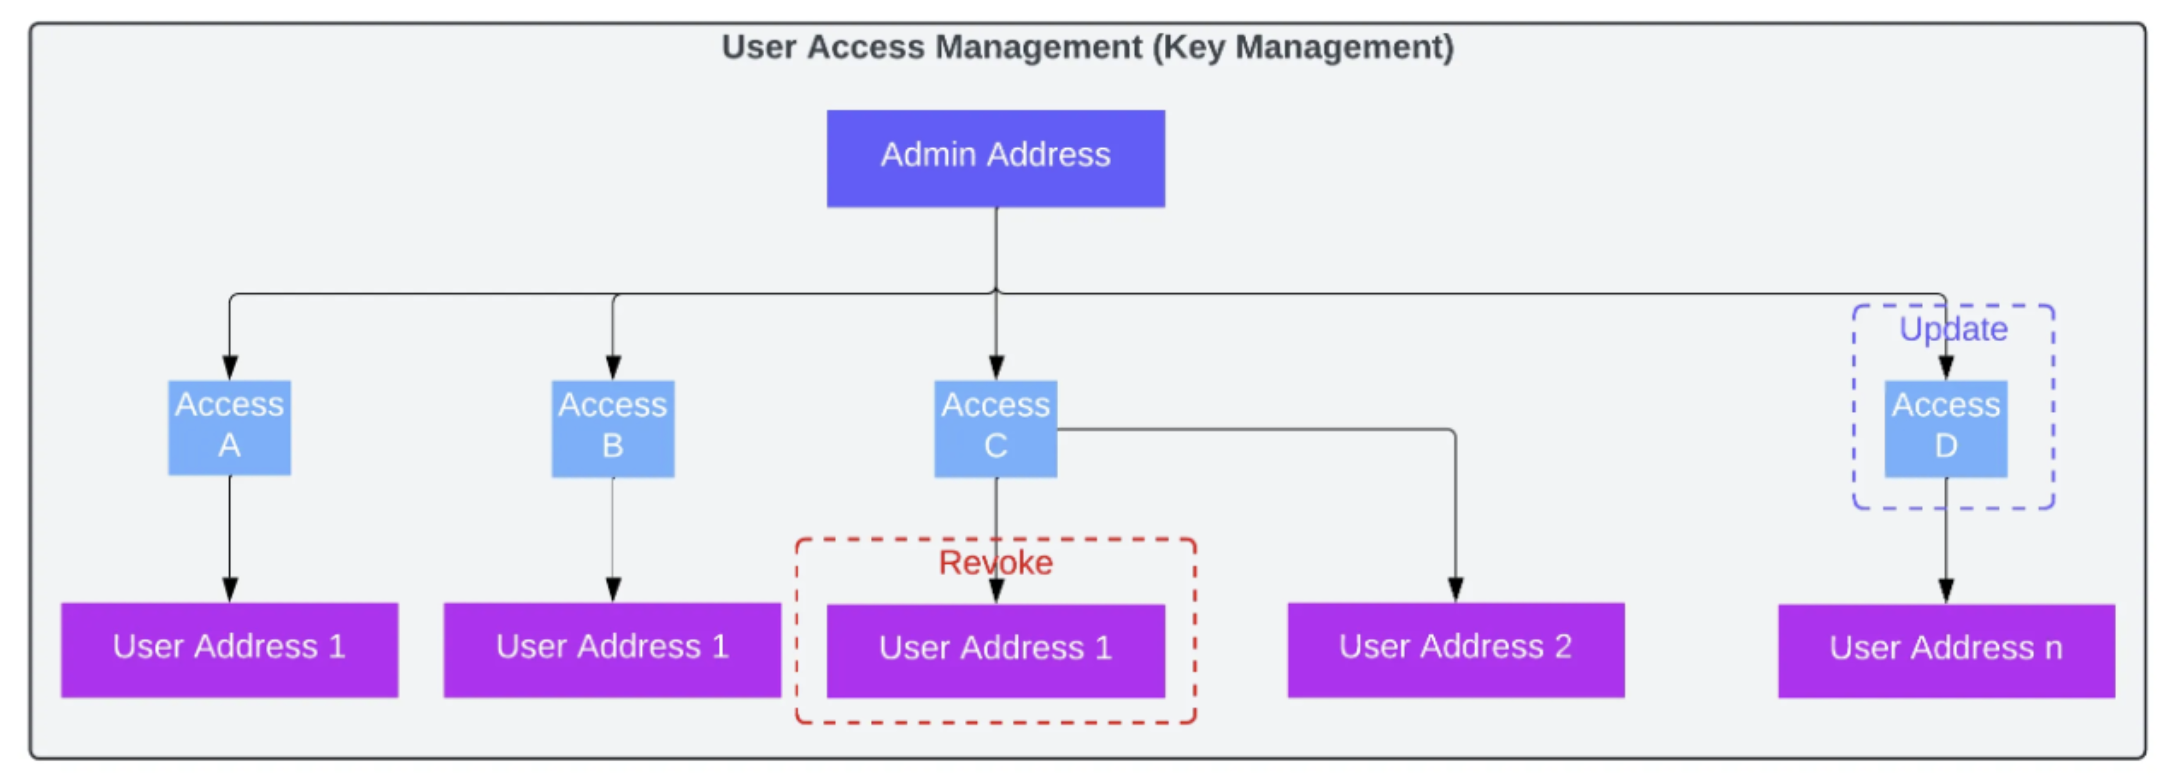 User Access Management (Key Management)
Admin Address
Update
Access
A
Access
B
Access
C
Access
D
Revoke
User Address 1
User Address 1
User Address 1
User Address 2
User Address n